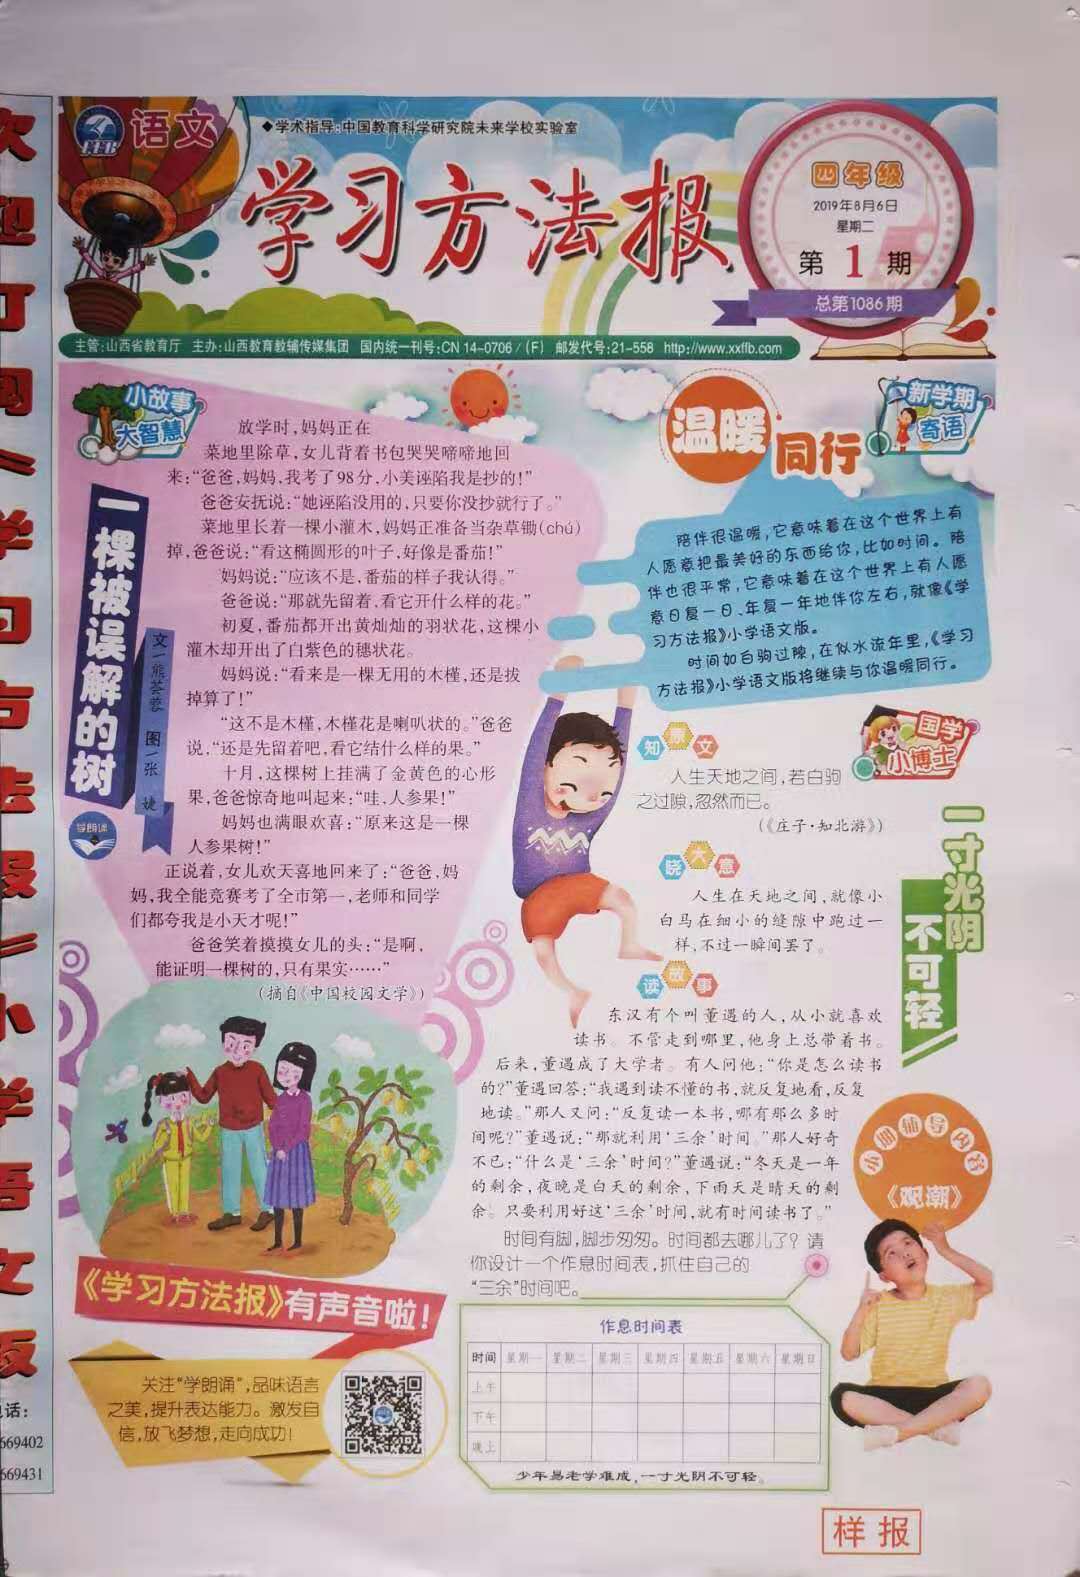 语文
◆学术指导:中国教育科学研究院未来学校实验室
学习方法报
四年级
2019年8月6日
星期二
第1期
总第1086期
主管:山西省教育厅 主办:山西教育教辅传媒集团 国内统一刊号:CN 14-0706/(F) 邮发代号:21-558 http://www.xxffb.com
小故事
大智慧
一棵被误解的树
文一熊荟蓉 图一张 婕
学朗诵
放学时,妈妈正在
菜地里除草,女儿背着书包哭哭啼啼地回
来:“爸爸,妈妈,我考了98分,小美诬陷我是抄的!”
爸爸安抚说:“她诬陷没用的,只要你没抄就行了。”
菜地里长着一棵小灌木,妈妈正准备当杂草锄(chú)
掉,爸爸说:“看这椭圆形的叶子,好像是番茄!”
妈妈说:“应该不是,番茄的样子我认得。”
爸爸说:“那就先留着,看它开什么样的花。”
初夏,番茄都开出黄灿灿的羽状花,这棵小
灌木却开出了白紫色的穗状花。
妈妈说:“看来是一棵无用的木槿,还是拔
掉算了!”
“这不是木槿,木槿花是喇叭状的。”爸爸
说,“还是先留着吧,看它结什么样的果。”
十月,这棵树上挂满了金黄色的心形
果,爸爸惊奇地叫起来:“哇,人参果!”
妈妈也满眼欢喜:“原来这是一棵
人参果树!”
正说着,女儿欢天喜地回来了:“爸爸,妈
妈,我全能竞赛考了全市第一,老师和同学
们都夸我是小天才呢!”
爸爸笑着摸摸女儿的头:“是啊,
能证明一棵树的,只有果实……”
(摘自《中国校园文学》)
《学习方法报》有声音啦!
关注“学朗诵”,品味语言
之美,提升表达能力。激发自
信,放飞梦想,走向成功!
温暖同行
新学期
寄语
陪伴很温暖,它意味着在这个世界上有
人愿意把最美好的东西给你,比如时间。陪
伴也很平常,它意味着在这个世界上有人愿
意日复一日、年复一年地伴你左右,就像《学
习方法报》小学语文版。
时间如白驹过隙,在似水流年里,《学习
方法报》小学语文版将继续与你温暖同行。
国学
小博士
一寸光阴
不可轻
知原文
人生天地之间,若白驹
之过隙,忽然而已。
(《庄子·知北游》)
晓大意
人生在天地之间,就像小
白马在细小的缝隙中跑过一
样,不过一瞬间罢了。
读故事
东汉有个叫董遇的人,从小就喜欢
读书。不管走到哪里,他身上总带着书。
后来,董遇成了大学者。有人问他:“你是怎么读书
的?”董遇回答:“我遇到读不懂的书,就反复地看,反复
地读。”那人又问:“反复读一本书,哪有那么多时
间呢?”董遇说:“那就利用‘三余’时间。”那人好奇
不已:“什么是‘三余’时间?”董遇说:“冬天是一年
的剩余,夜晚是白天的剩余,下雨天是晴天的剩
余。只要利用好这‘三余’时间,就有时间读书了。”
时间有脚,脚步匆匆。时间都去哪儿了?请
你设计一个作息时间表,抓住自己的
“三余”时间吧。
作息时间表
时间 星期一 星期二 星期三 星期四 星期五 星期六 星期日
上午
下午
晚上
少年易老学难成,一寸光阴不可轻。
本期辅导内容
《观潮》
样报
欢迎订阅《学习方法报》小学语文版
电话:
669402
669431